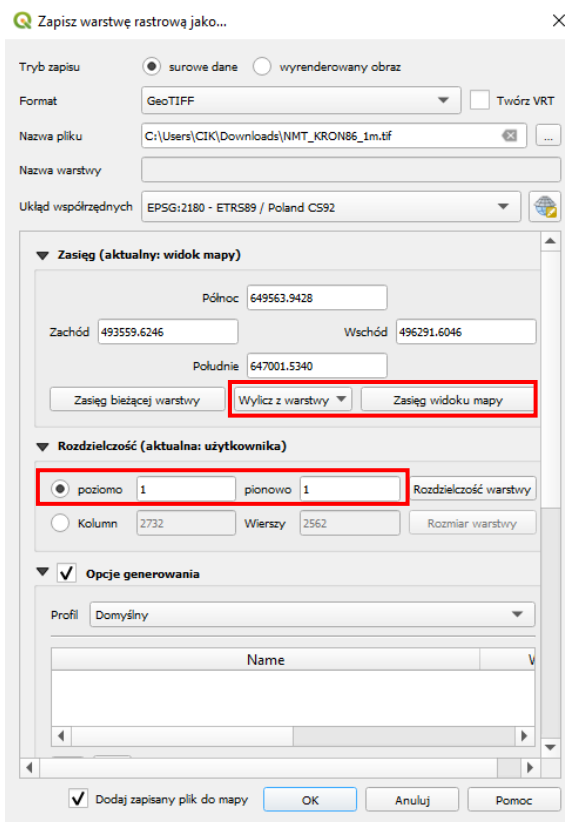 Zapisz warstwę rastrową jako...
Tryb zapisu surowe dane wyrenderowany obraz
Format GeoTIFF Twórz VRT
Nazwa pliku C:\Users\CIK\Downloads\NMT_KRON86_1m.tif ...
Nazwa warstwy
Układ współrzędnych EPSG:2180 - ETRS89 / Poland CS92
Zasięg (aktualny: widok mapy)
Północ 649563.9428
Zachód 493559.6246 Wschód 496291.6046
Południe 647001.5340
Zasięg bieżącej warstwy Wylicz z warstwy Zasięg widoku mapy
Rozdzielczość (aktualna: użytkownika)
poziomo 1 pionowo 1 Rozdzielczość warstwy
Kolumn 2732 Wierszy 2562 Rozmiar warstwy
Opcje generowania
Profil Domyślny
Name W
Dodaj zapisany plik do mapy OK Anuluj Pomoc